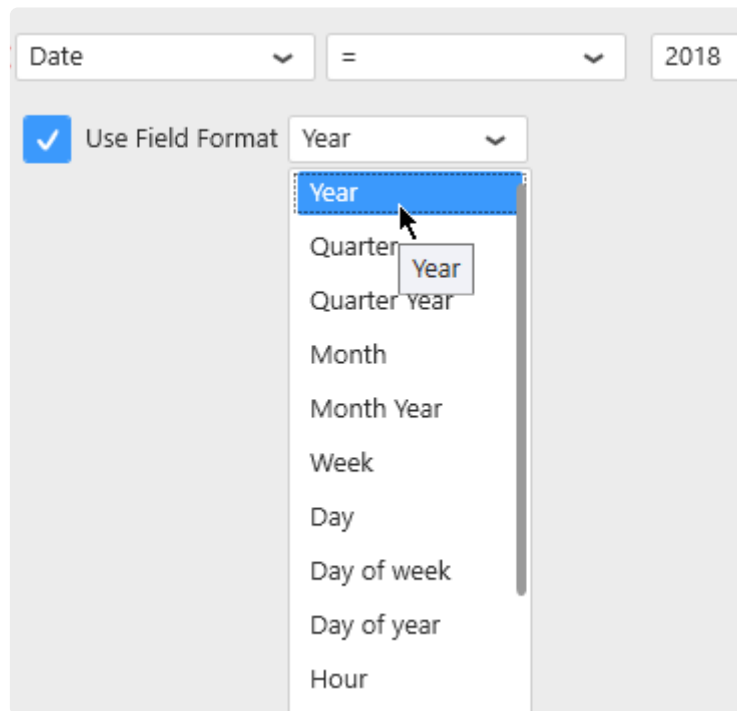 Date = 2018
Use Field Format Year
Year
Quarter
Year
Quarter Year
Month
Month Year
Week
Day
Day of week
Day of year
Hour